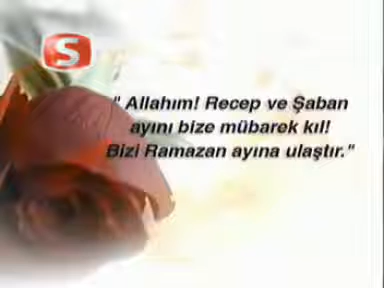 S
" Allahım! Recep ve Şaban
ayını bize mübarek kıl!
Bizi Ramazan ayına ulaştır."